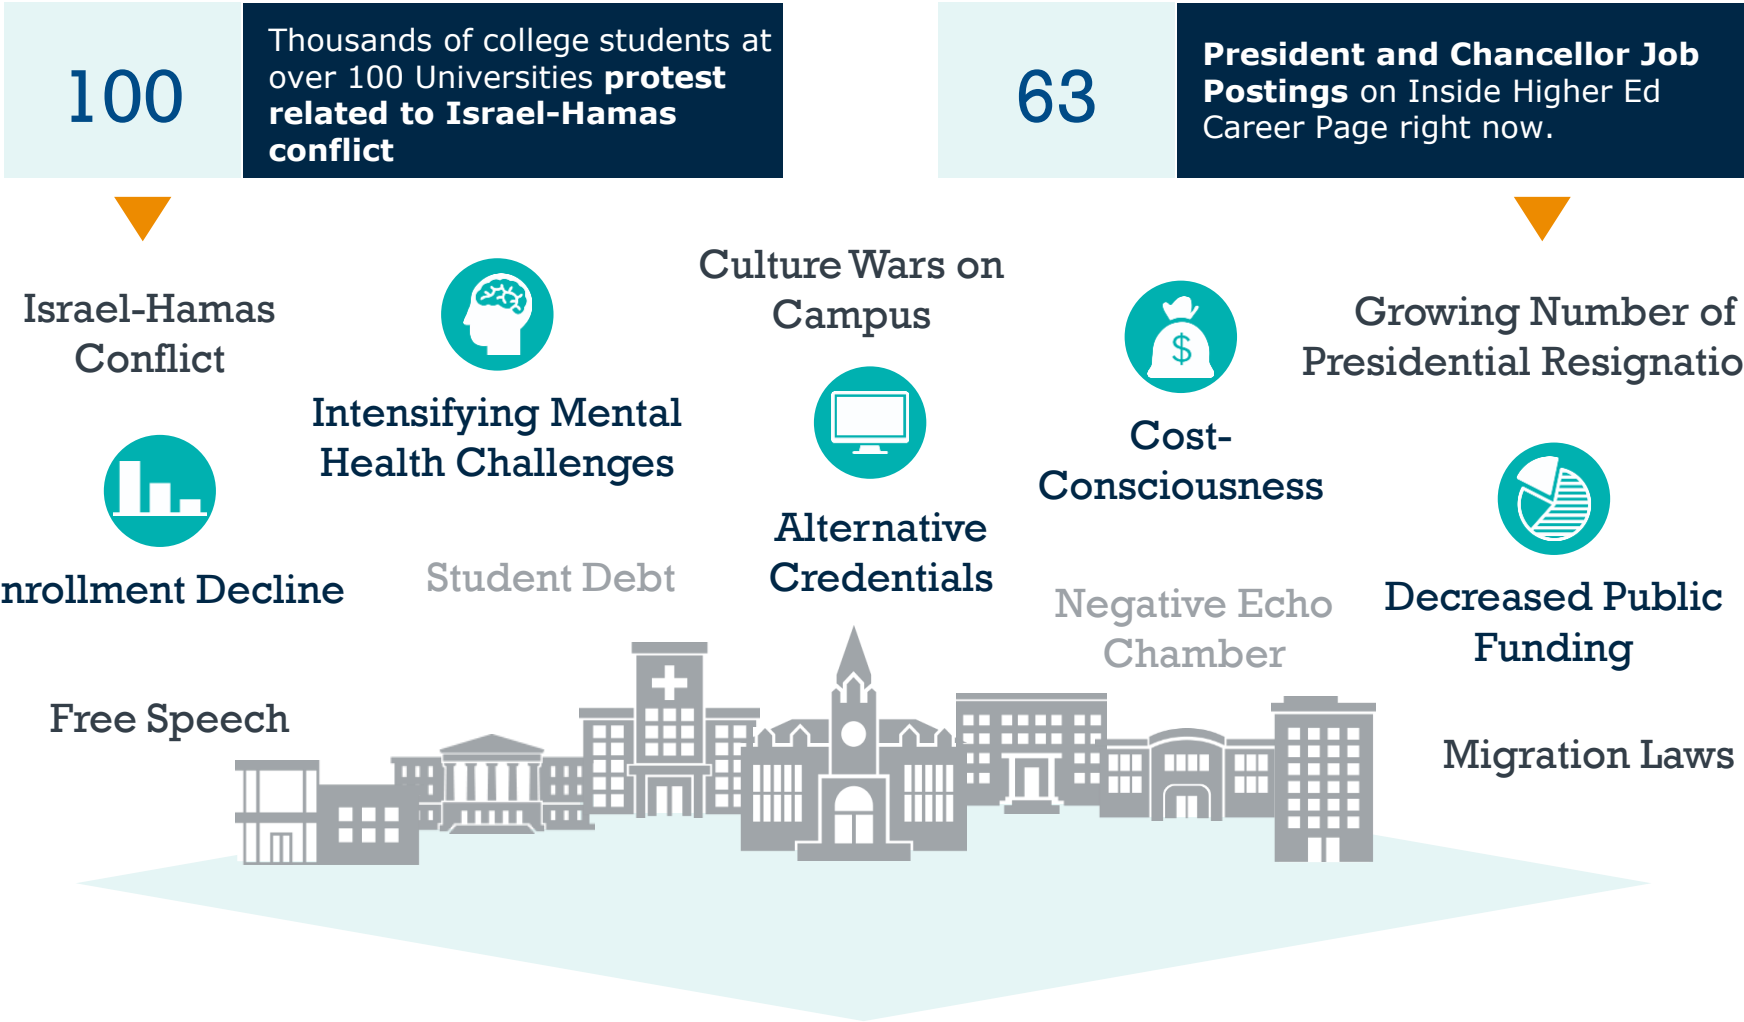 100
Thousands of college students at
over 100 Universities protest
related to Israel-Hamas
conflict
63
President and Chancellor Job
Postings on Inside Higher Ed
Career Page right now.
Israel-Hamas
Conflict
Intensifying Mental
Health Challenges
Culture Wars on
Campus
$
Cost-
Consciousness
Growing Number of
Presidential Resignatio
nrollment Decline
Student Debt
Alternative
Credentials
Negative Echo
Chamber
Decreased Public
Funding
Free Speech
Migration Laws